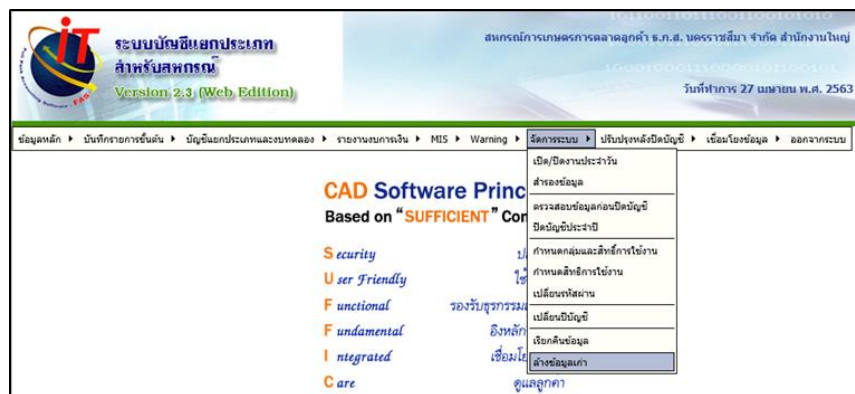 iT
ระบบบัญชีแยกประเภท
สำหรับสหกรณ์
Version 2.3 (Web Edition)
สหกรณ์การเกษตรการตลาดลูกค้า ธ.ก.ส. นครราชสีมา จำกัด สำนักงานใหญ่
วันที่ทำการ 27 เมษายน พ.ศ. 2563
ข้อมูลหลัก บันทึกรายการขั้นต้น บัญชีแยกประเภทและงบทดลอง รายงานงบการเงิน MIS Warning จัดการระบบ ปรับปรุงหลังปิดบัญชี เชื่อมโยงข้อมูล ออกจากระบบ
เปิด/ปิดงานประจำวัน
สำรองข้อมูล
ตรวจสอบข้อมูลก่อนปิดบัญชี
ปิดบัญชีประจำปี
กำหนดกลุ่มและสิทธิ์การใช้งาน
กำหนดสิทธิการใช้งาน
เปลี่ยนรหัสผ่าน
เปลี่ยนปีบัญชี
เรียกคืนข้อมูล
ล้างข้อมูลเก่า
CAD Software Princ
Based on "SUFFICIENT" Con
S ecurity
U ser Friendly ใช้
F unctional รองรับธุรกรรม
F undamental อิงหลัก
I ntegrated เชื่อมโย
C are ดูแลลูกค้า